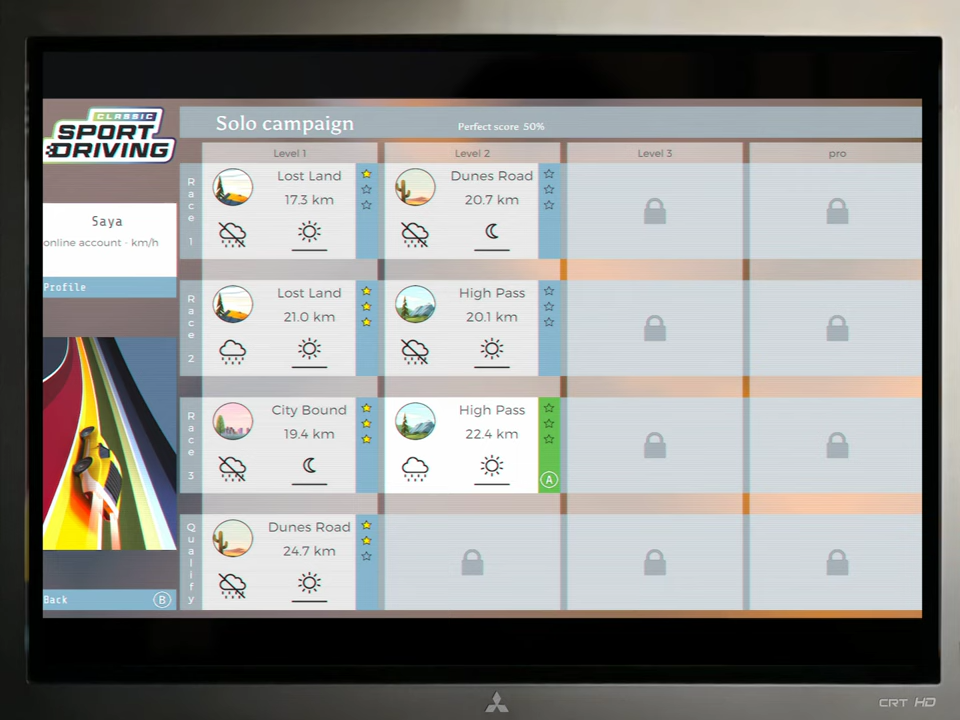 CLASSIC
SPORT
DRIVING
Solo campaign
Perfect score 50%
Level 1
Level 2
Level 3
pro
Race 1
Lost Land
17.3 km
Dunes Road
20.7 km
Saya
online account · km/h
Profile
Race 2
Lost Land
21.0 km
High Pass
20.1 km
Race 3
City Bound
19.4 km
High Pass
22.4 km
A
Qualify
Dunes Road
24.7 km
Back
B
CRT HD